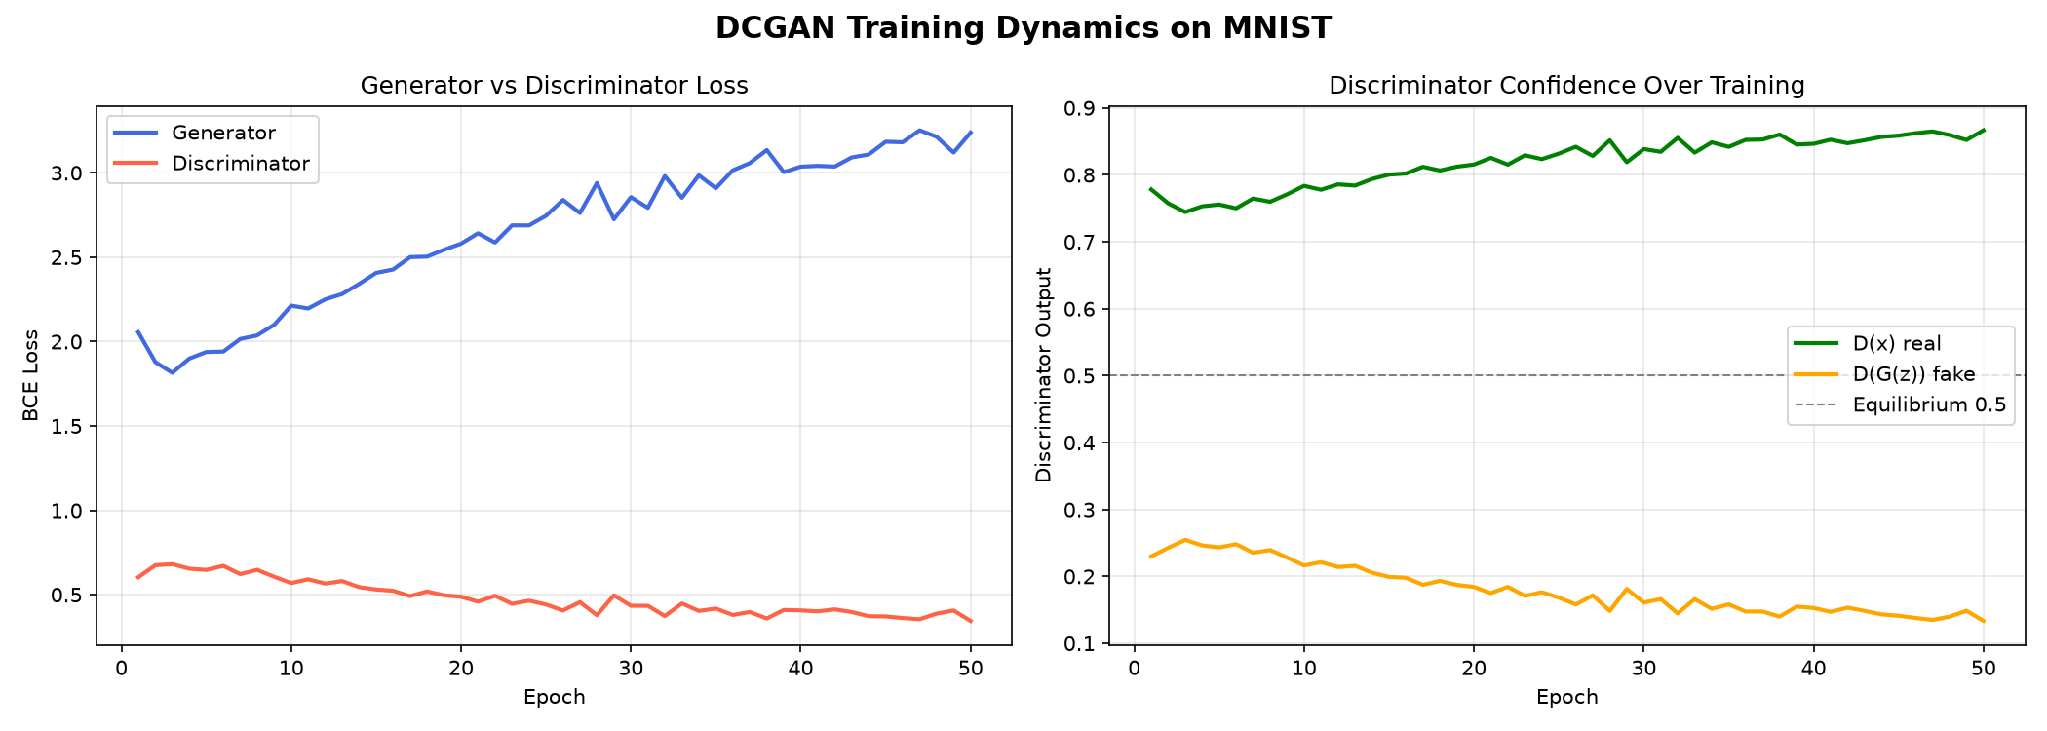 DCGAN Training Dynamics on MNIST
Generator vs Discriminator Loss
Generator
Discriminator
BCE Loss
3.0
2.5
2.0
1.5
1.0
0.5
0 10 20 30 40 50
Epoch
Discriminator Confidence Over Training
Discriminator Output
0.9
0.8
0.7
0.6
0.5
0.4
0.3
0.2
0.1
D(x) real
D(G(z)) fake
Equilibrium 0.5
0 10 20 30 40 50
Epoch